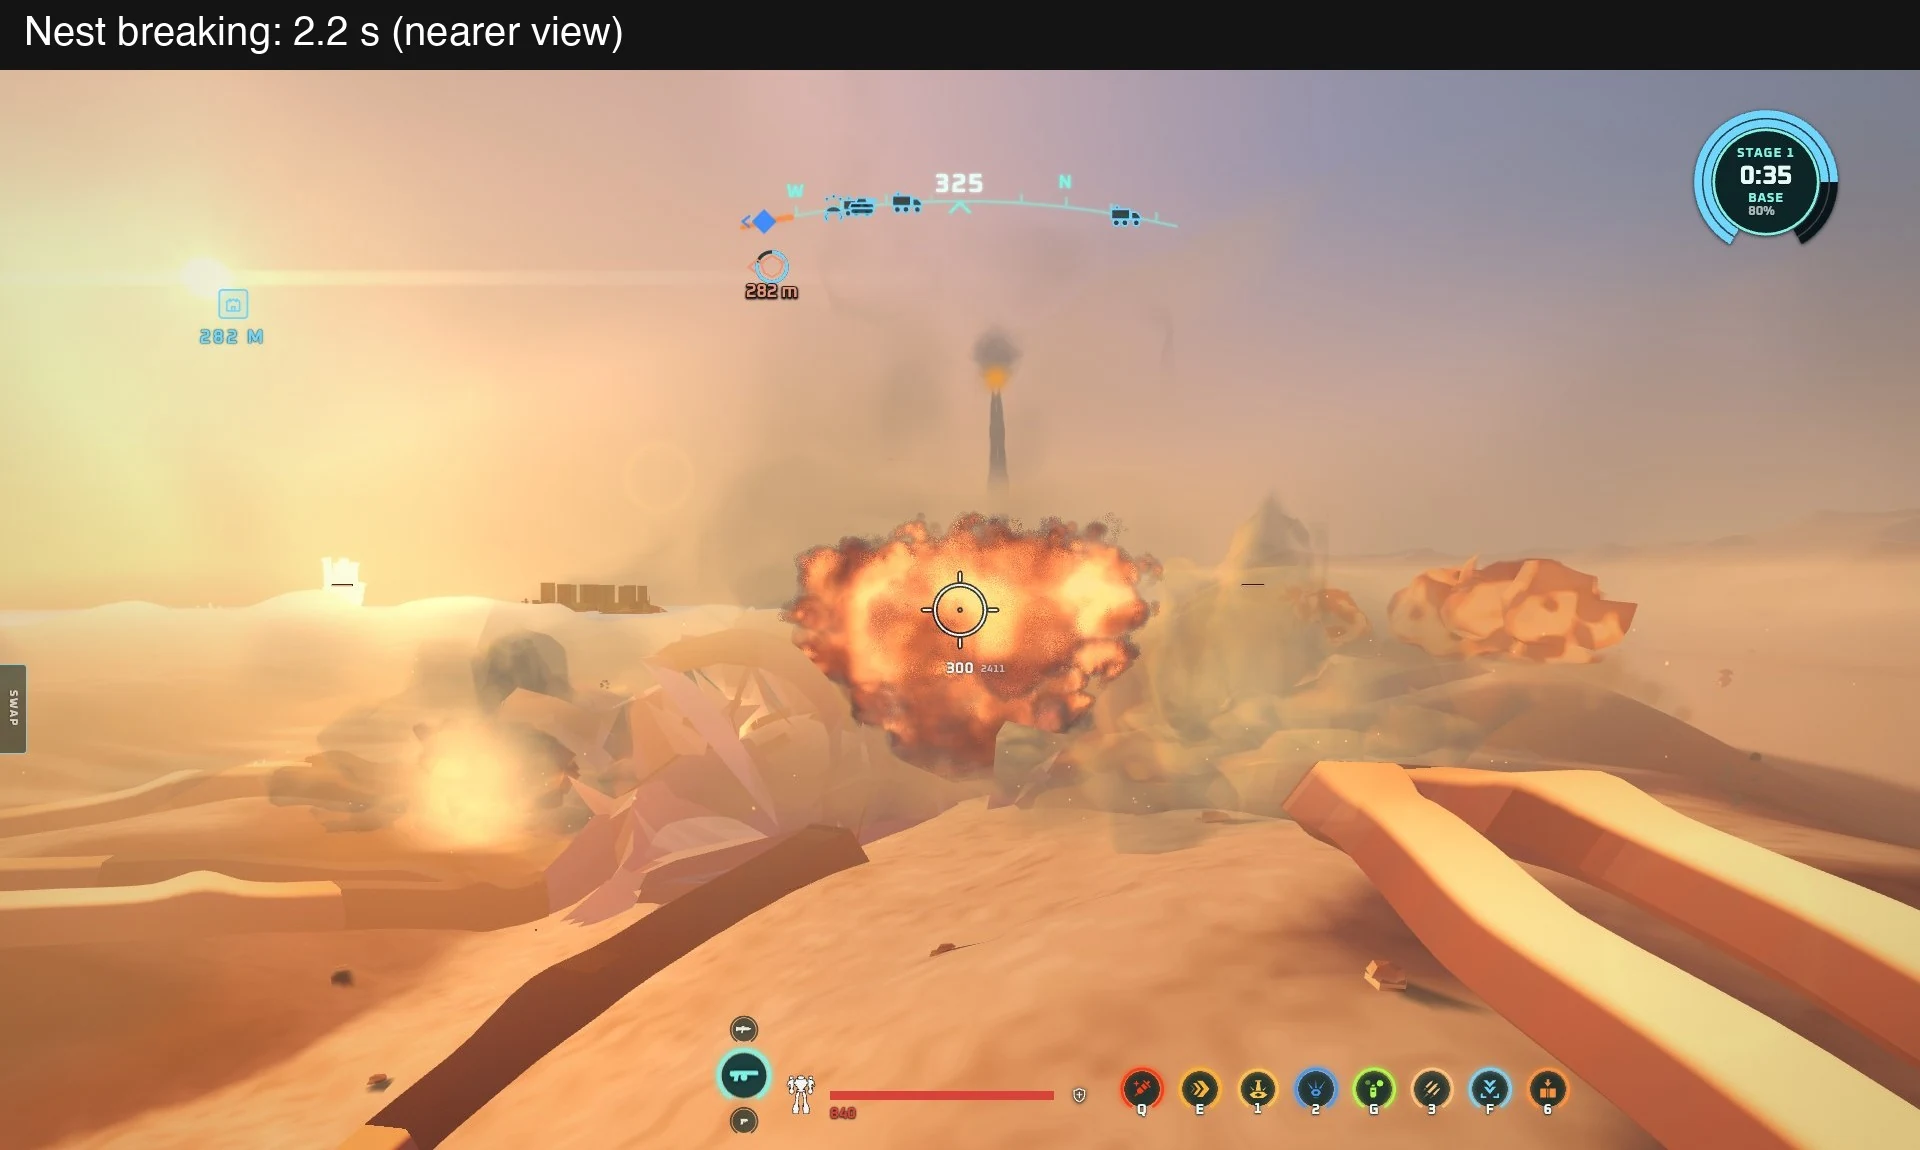 Nest breaking: 2.2 s (nearer view)
W
325
N
STAGE 1
0:35
BASE
80%
282 m
282 M
300 2411
SWAP
840
Q
E
1
2
G
3
F
6